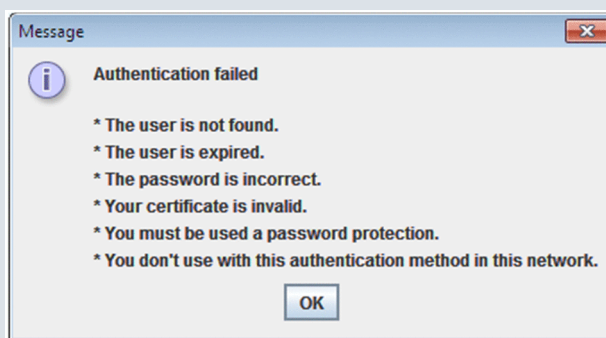 Message
Authentication failed
* The user is not found.
* The user is expired.
* The password is incorrect.
* Your certificate is invalid.
* You must be used a password protection.
* You don't use with this authentication method in this network.
OK